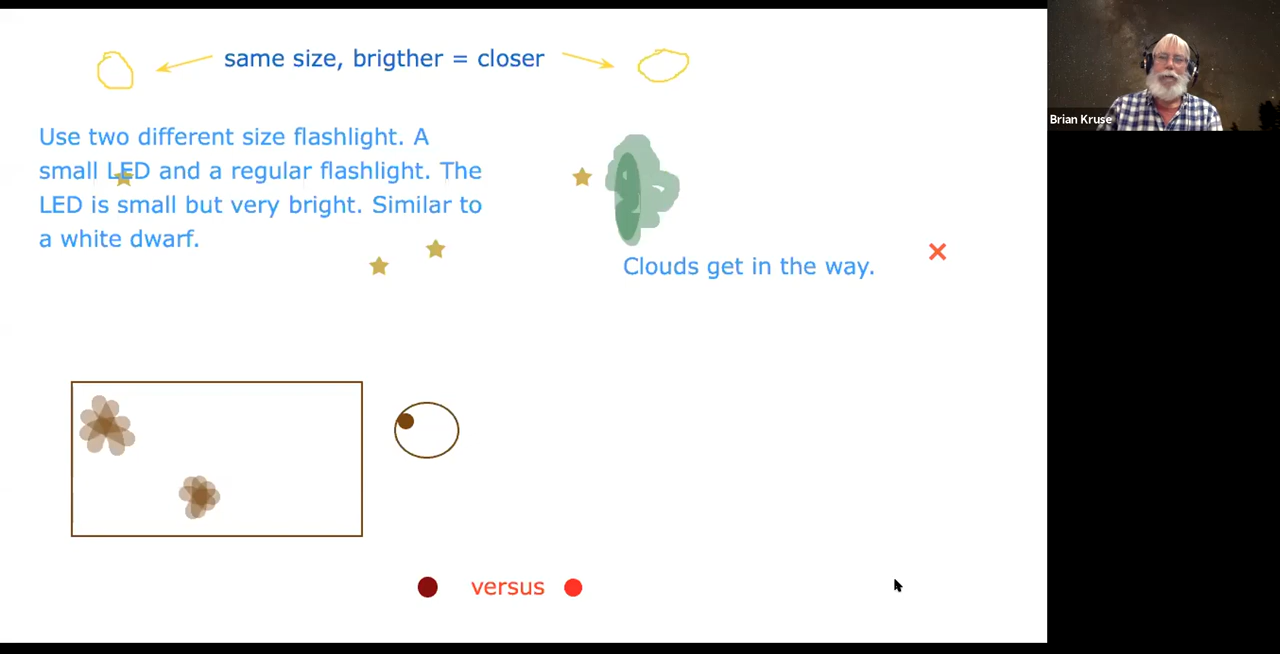 same size, brigther = closer
Use two different size flashlight. A
small LED and a regular flashlight. The
LED is small but very bright. Similar to
a white dwarf.
Clouds get in the way.
versus
Brian Kruse